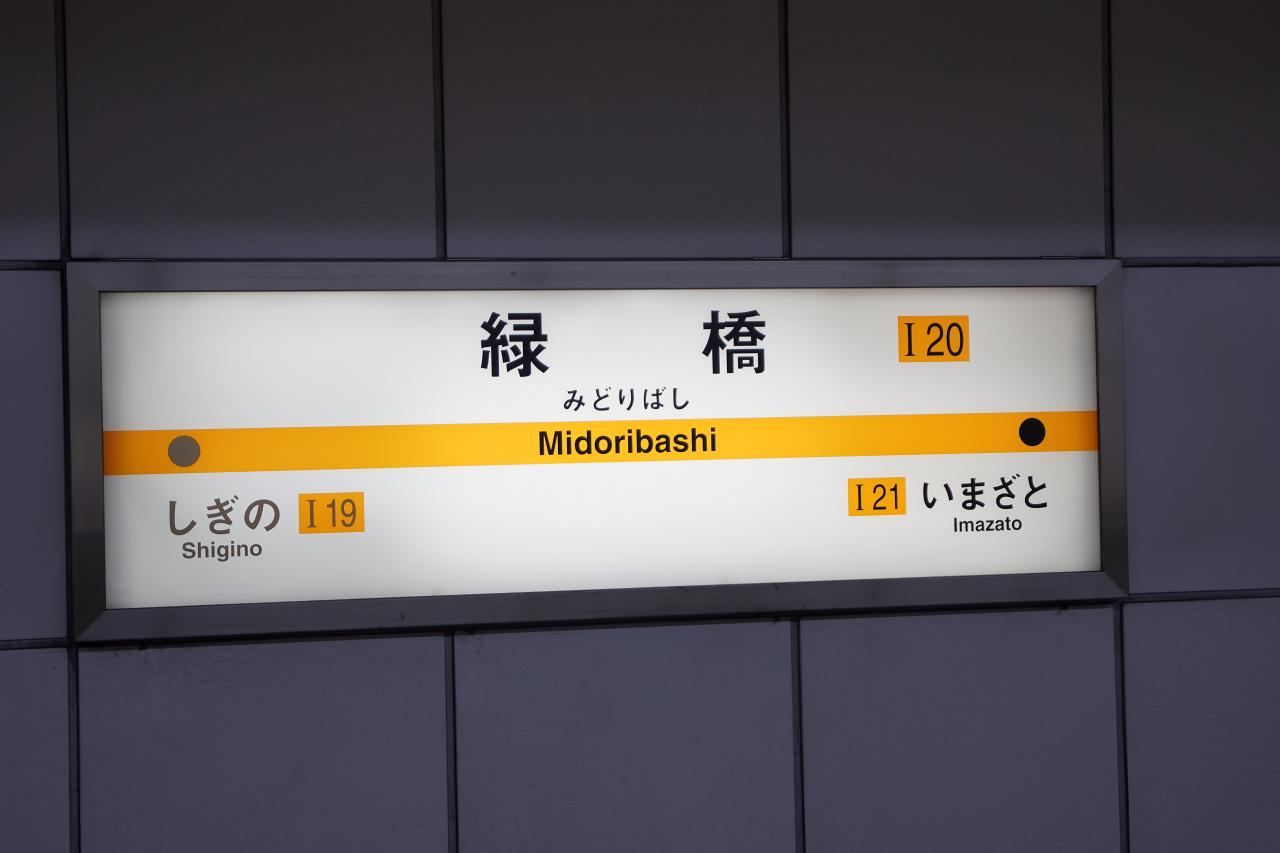 緑橋 I20
みどりばし
Midoribashi
しぎの I19
Shigino
I21 いまざと
Imazato